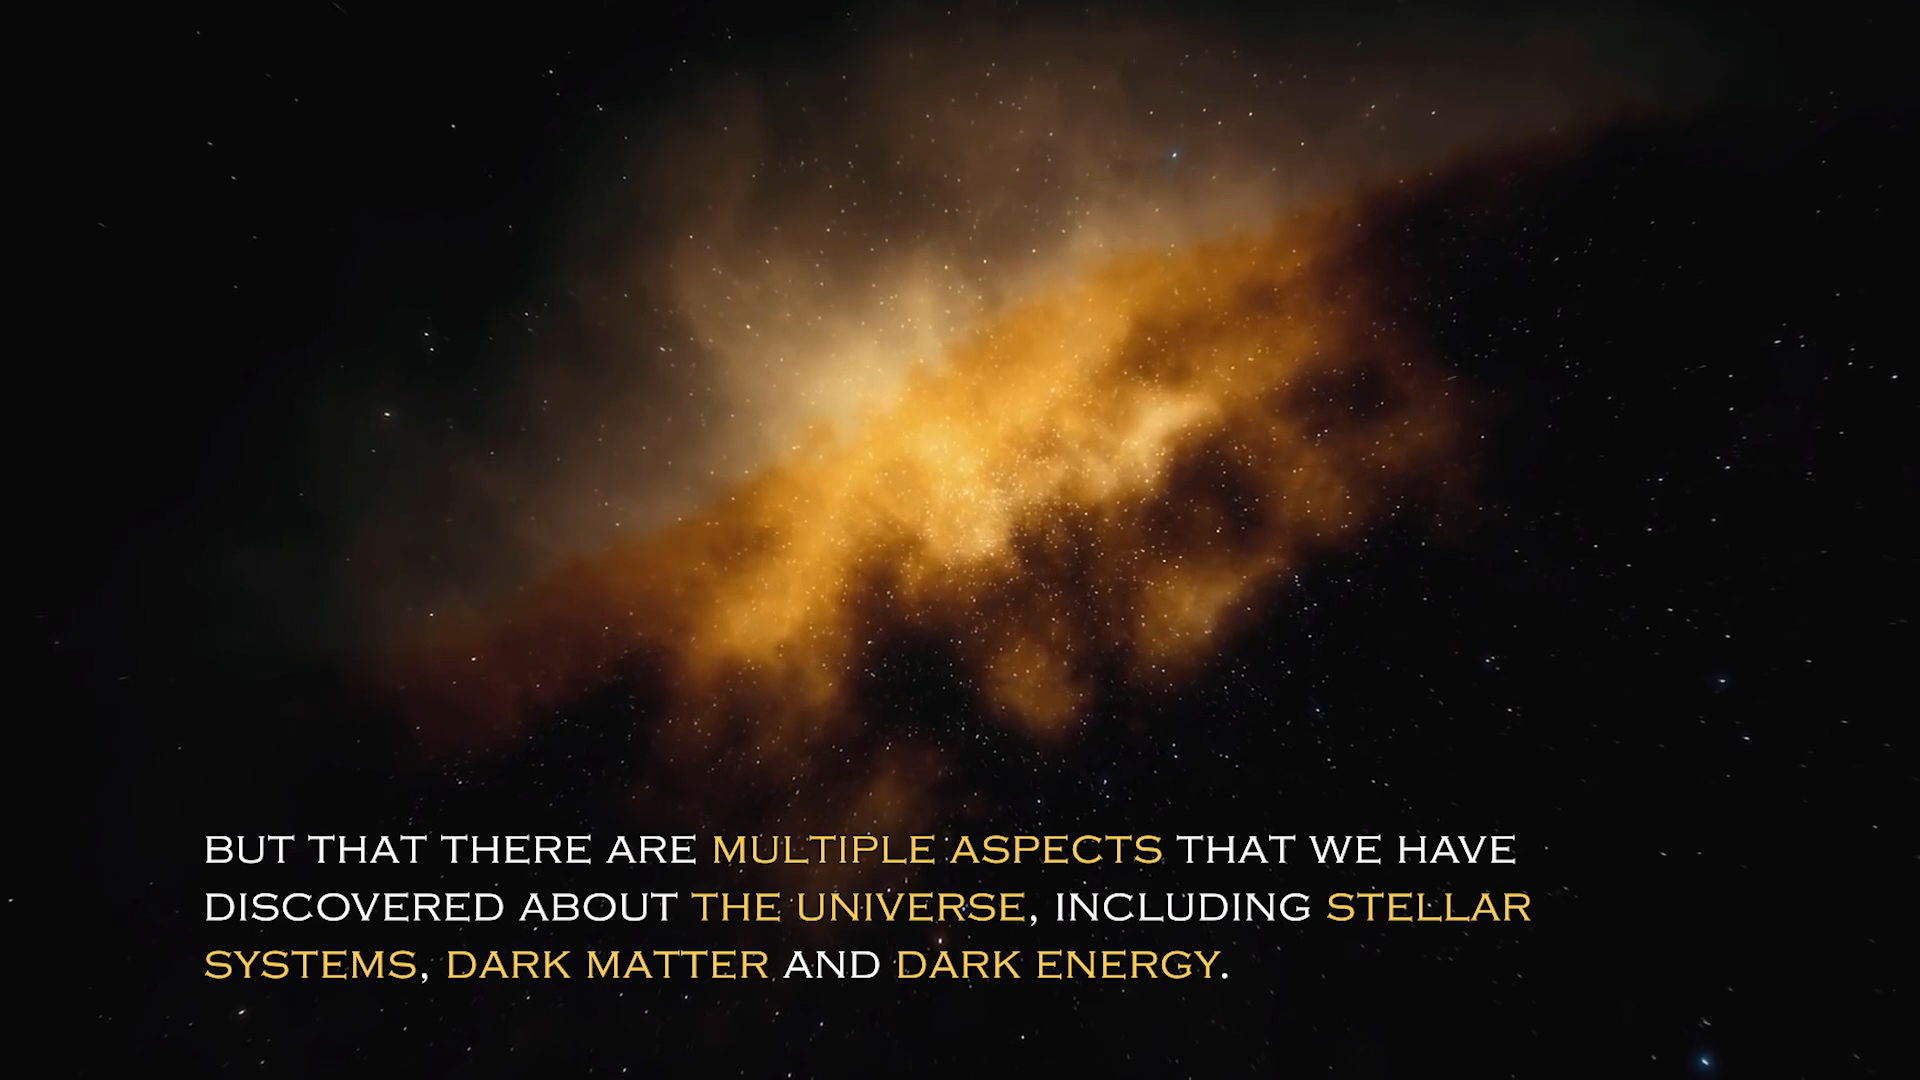 BUT THAT THERE ARE MULTIPLE ASPECTS THAT WE HAVE
DISCOVERED ABOUT THE UNIVERSE, INCLUDING STELLAR
SYSTEMS, DARK MATTER AND DARK ENERGY.